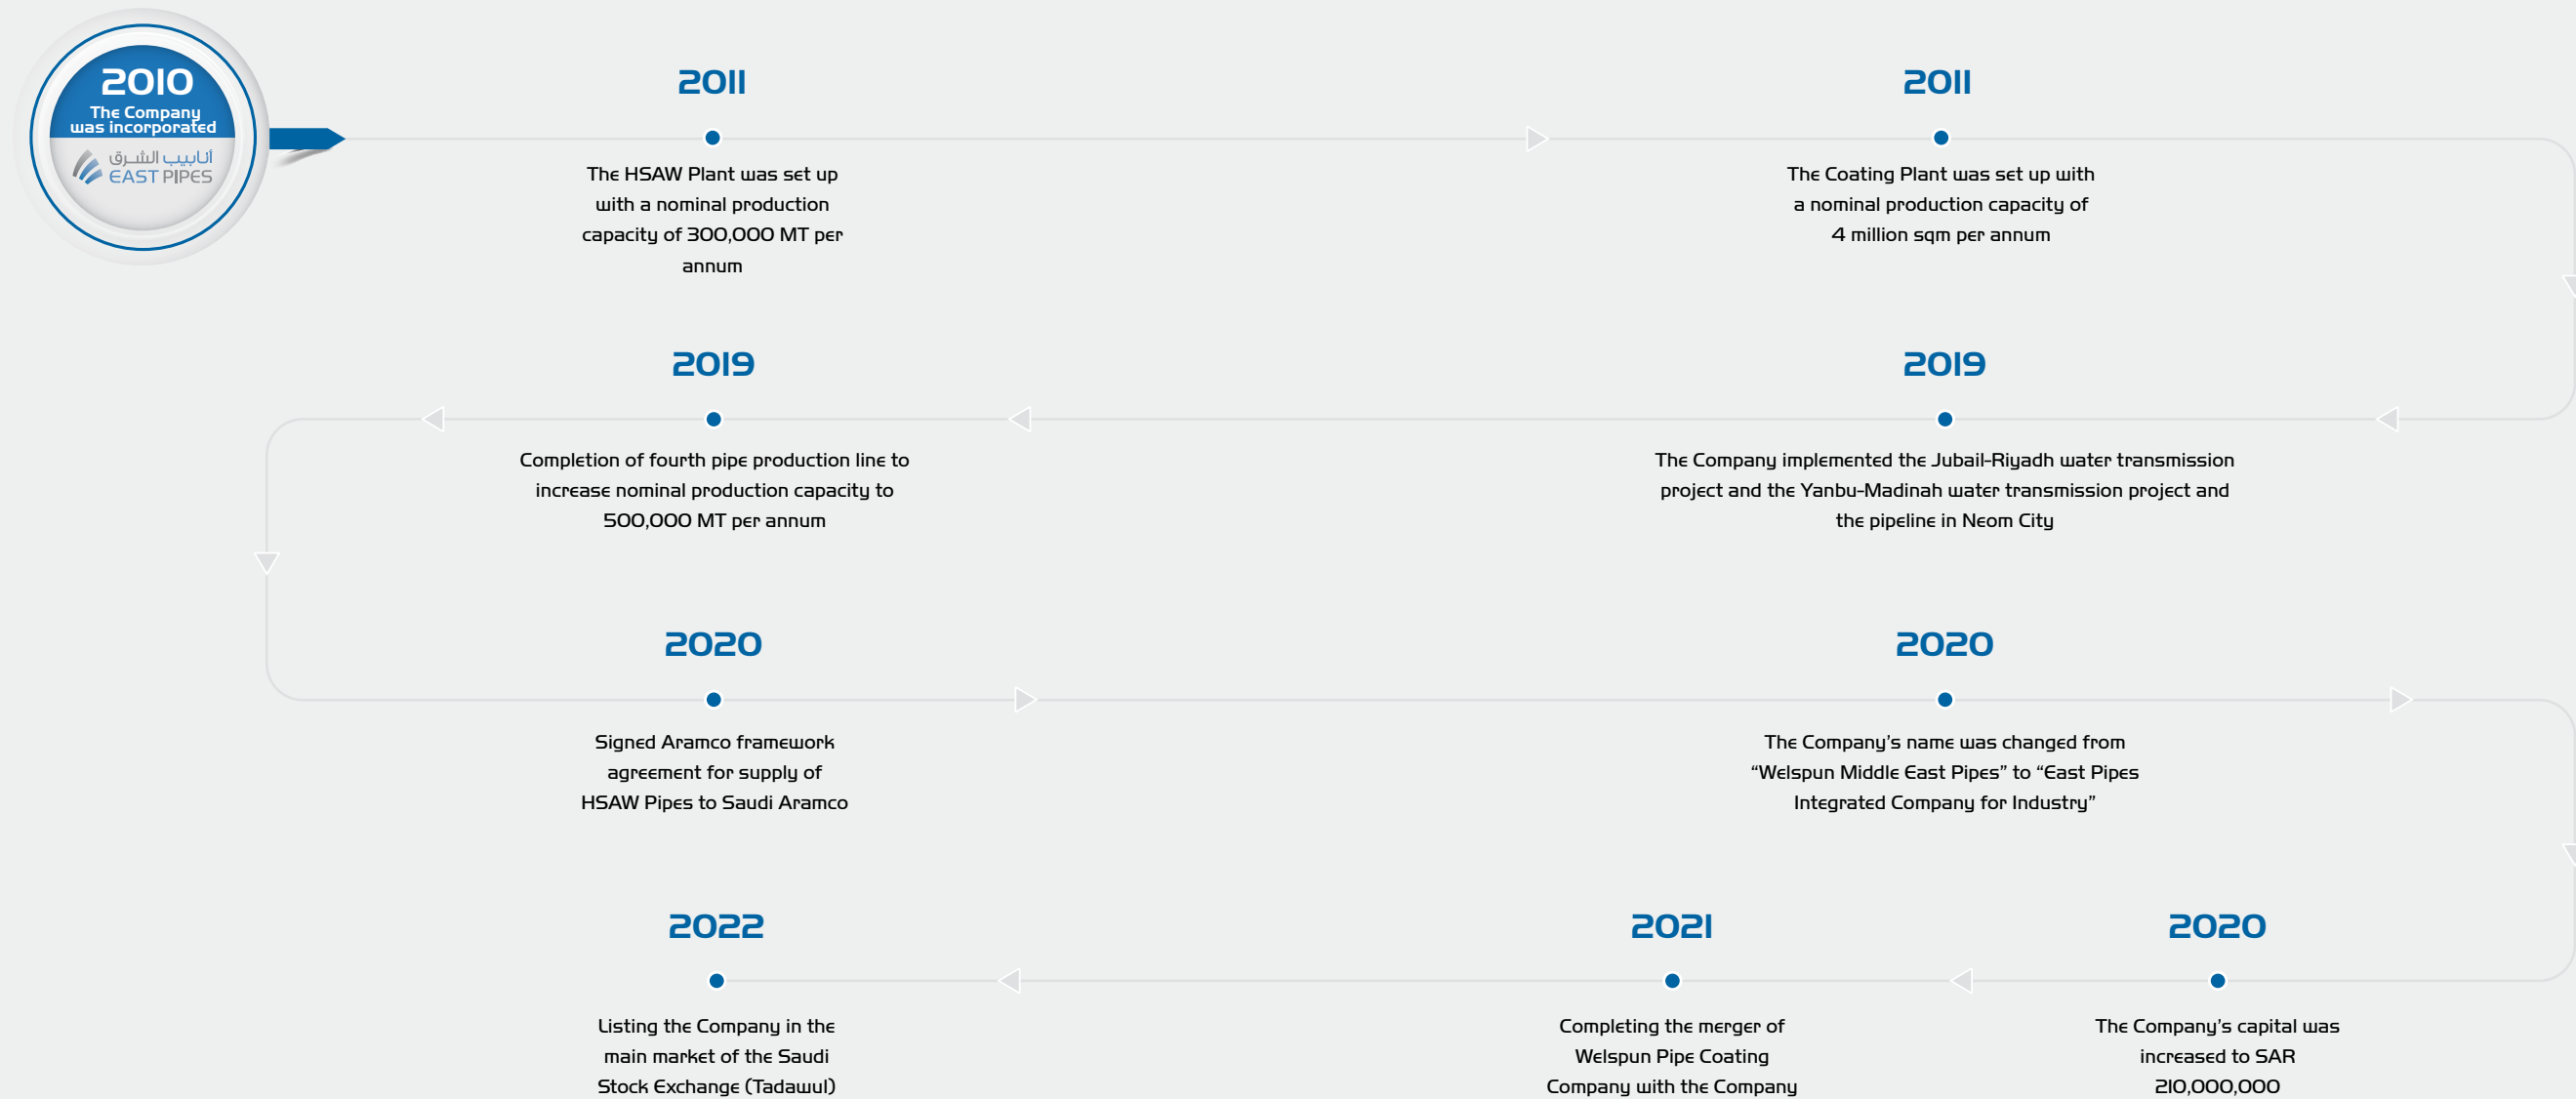 2010
The Company
was incorporated
أنابيب الشرق
EAST PIPES
2011
The HSAW Plant was set up
with a nominal production
capacity of 300,000 MT per
annum
2011
The Coating Plant was set up with
a nominal production capacity of
4 million sqm per annum
2019
The Company implemented the Jubail-Riyadh water transmission
project and the Yanbu-Madinah water transmission project and
the pipeline in Neom City
2019
Completion of fourth pipe production line to
increase nominal production capacity to
500,000 MT per annum
2020
Signed Aramco framework
agreement for supply of
HSAW Pipes to Saudi Aramco
2020
The Company’s name was changed from
“Welspun Middle East Pipes” to “East Pipes
Integrated Company for Industry”
2020
The Company’s capital was
increased to SAR
210,000,000
2021
Completing the merger of
Welspun Pipe Coating
Company with the Company
2022
Listing the Company in the
main market of the Saudi
Stock Exchange (Tadawul)